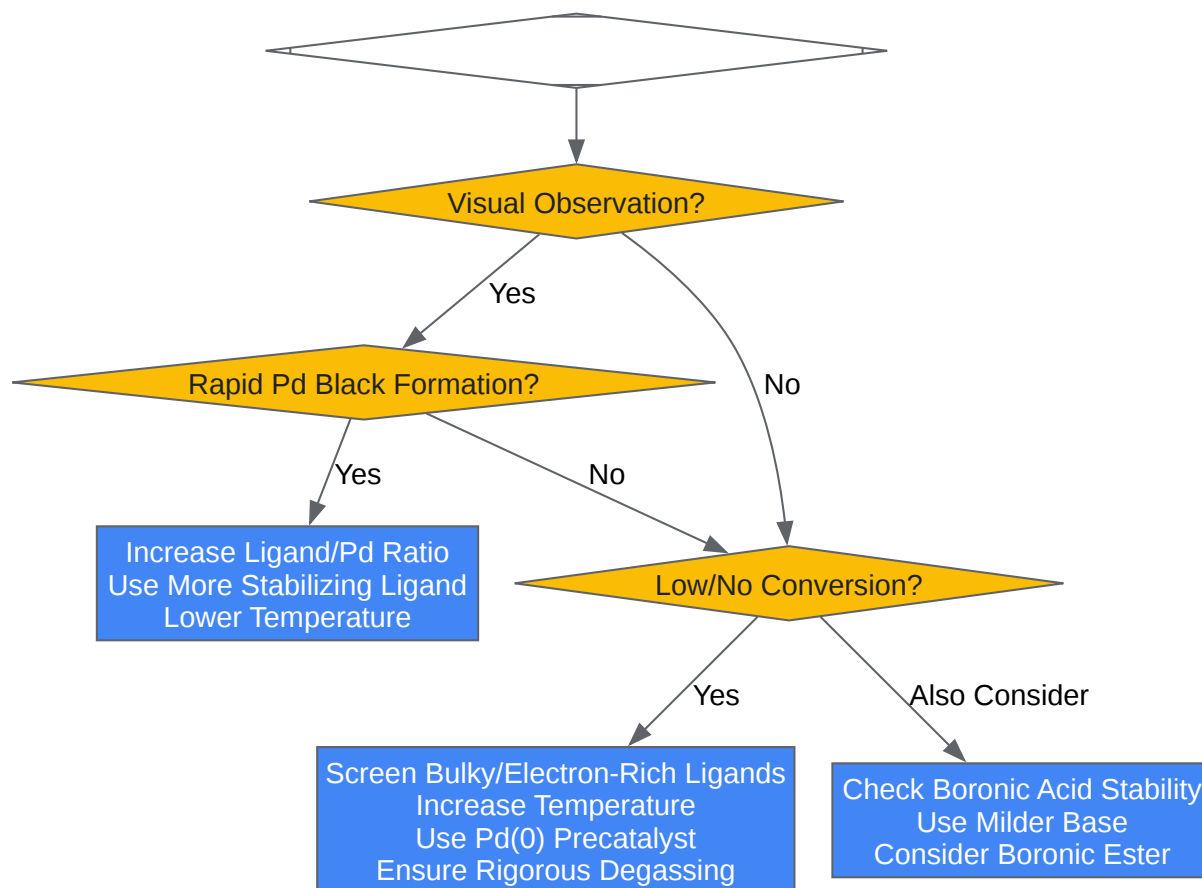 Visual Observation?
Yes
No
Rapid Pd Black Formation?
Yes
No
Increase Ligand/Pd Ratio
Use More Stabilizing Ligand
Lower Temperature
Low/No Conversion?
Yes
Also Consider
Screen Bulky/Electron-Rich Ligands
Increase Temperature
Use Pd(0) Precatalyst
Ensure Rigorous Degassing
Check Boronic Acid Stability
Use Milder Base
Consider Boronic Ester